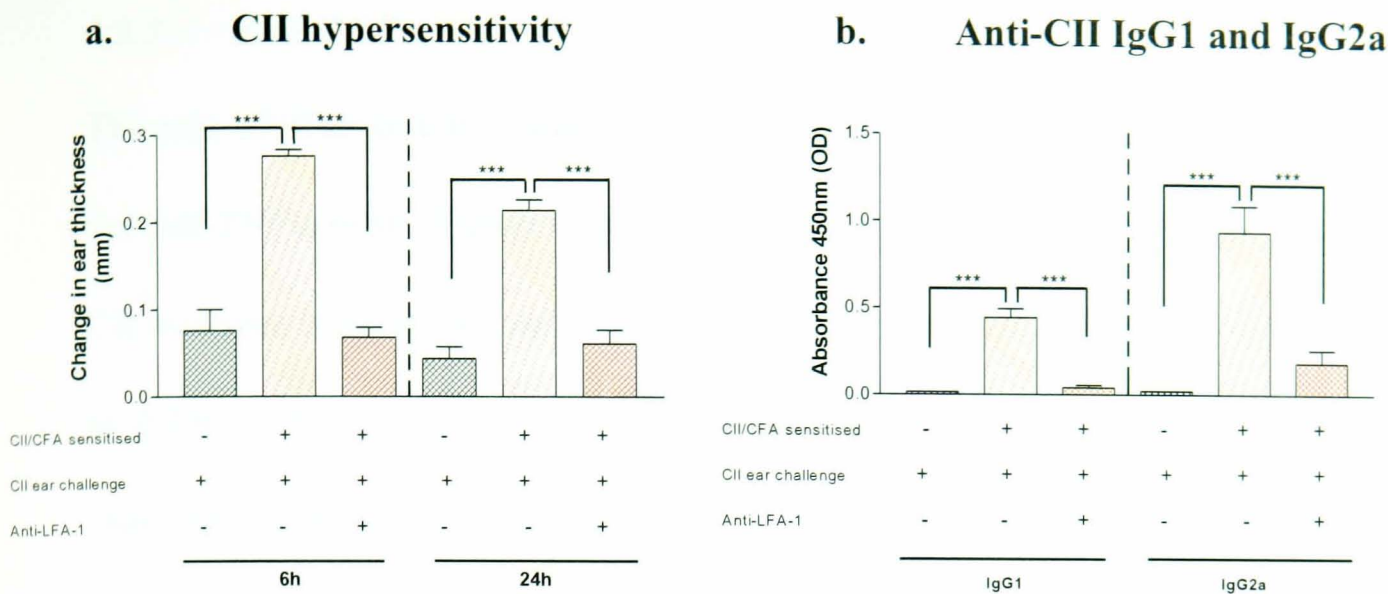 a. CII hypersensitivity
*** ***
*** ***
Change in ear thickness
(mm)
0.3
0.2
0.1
0.0
CII/CFA sensitised - + + - + +
CII ear challenge + + + + + +
Anti-LFA-1 - - + - - +
6h 24h
b. Anti-CII IgG1 and IgG2a
*** ***
*** ***
Absorbance 450nm (OD)
1.5
1.0
0.5
0.0
CII/CFA sensitised - + + - + +
CII ear challenge + + + + + +
Anti-LFA-1 - - + - - +
IgG1 IgG2a